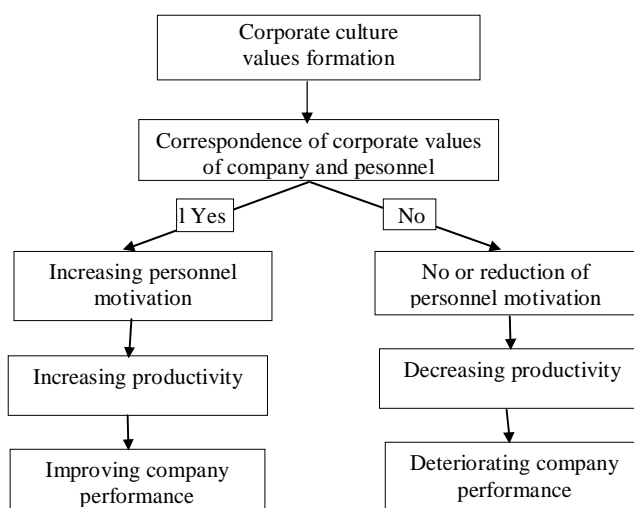 Corporate culture
values formation
Correspondence of corporate values
of company and pesonnel
l Yes
No
Increasing personnel
motivation
No or reduction of
personnel motivation
Increasing productivity
Decreasing productivity
Improving company
performance
Deteriorating company
performance